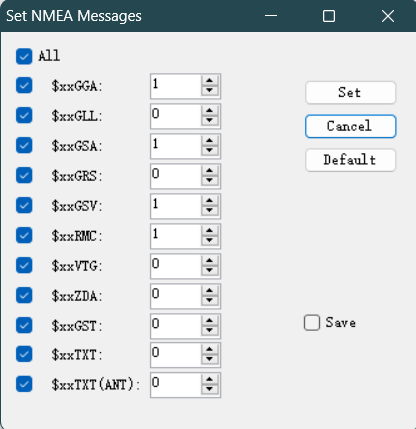 Set NMEA Messages
All
$xxGGA: 1
$xxGLL: 0
Set
$xxGSA: 1
Cancel
$xxGRS: 0
Default
$xxGSV: 1
$xxRMC: 1
$xxVTG: 0
$xxZDA: 0
$xxGST: 0
Save
$xxTXT: 0
$xxTXT(ANT): 0